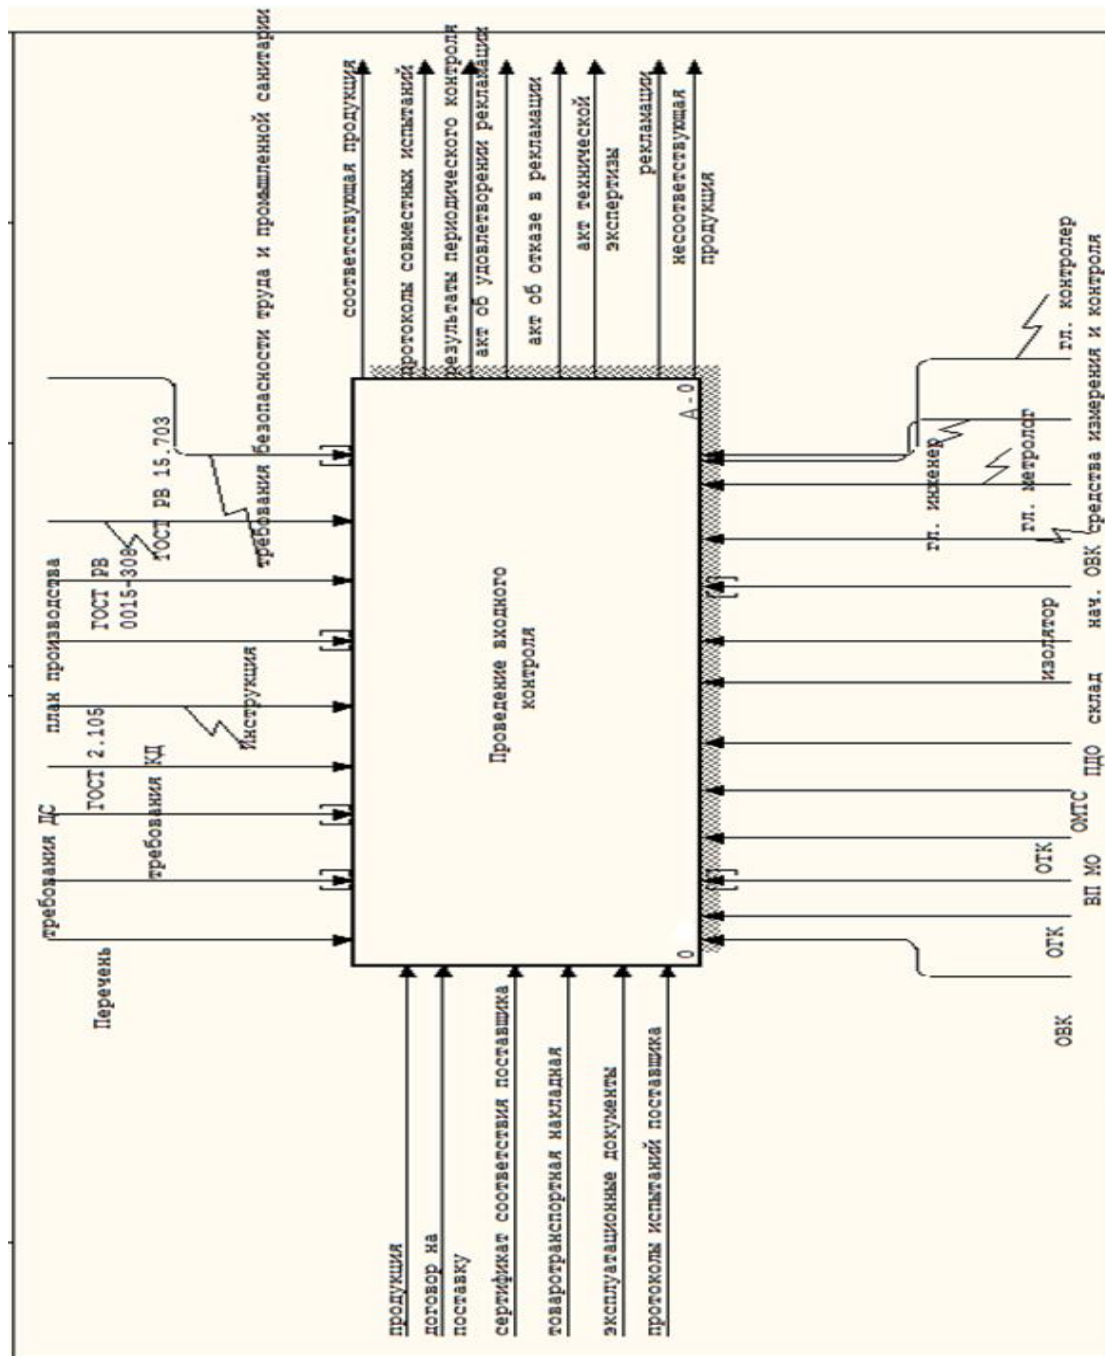 Перечень
требования ДС
требования КД
ГОСТ 2.105
Инструкция
план производства
ГОСТ РВ
0015-308
ГОСТ РВ 15.703
требования безопасности труда и промышленной санитарии
продукция
договор на
поставку
сертификат соответствия поставщика
товаротранспортная накладная
эксплуатационные документы
протоколы испытаний поставщика
Проведение входного
контроля
0
A-0
соответствующая продукция
протоколы совместных испытаний
результаты периодического контроля
акт об удовлетворении рекламации
акт об отказе в рекламации
акт технической
экспертизы
рекламации
несоответствующая
продукция
ОВК
ОГК
ВП МО
ОТК
ОМТС
ПДО
склад
изолятор
нач. ОВК
гл. инженер
гл. метролог
средства измерения и контроля
гл. контролер